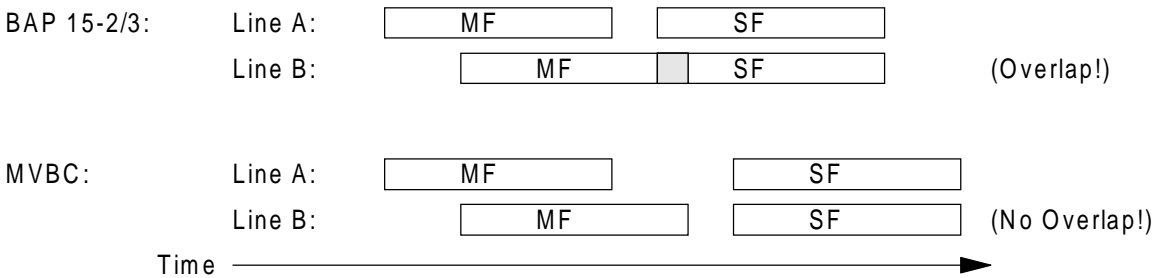 BAP 15-2/3: Line A: MF SF
Line B: MF SF (Overlap!)
MVBC: Line A: MF SF
Line B: MF SF (No Overlap!)
Time